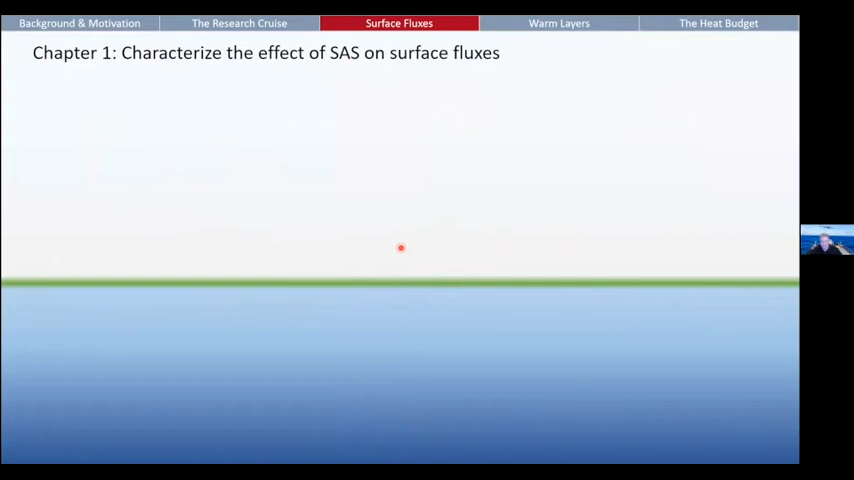 Background & Motivation
The Research Cruise
Surface Fluxes
Warm Layers
The Heat Budget
Chapter 1: Characterize the effect of SAS on surface fluxes